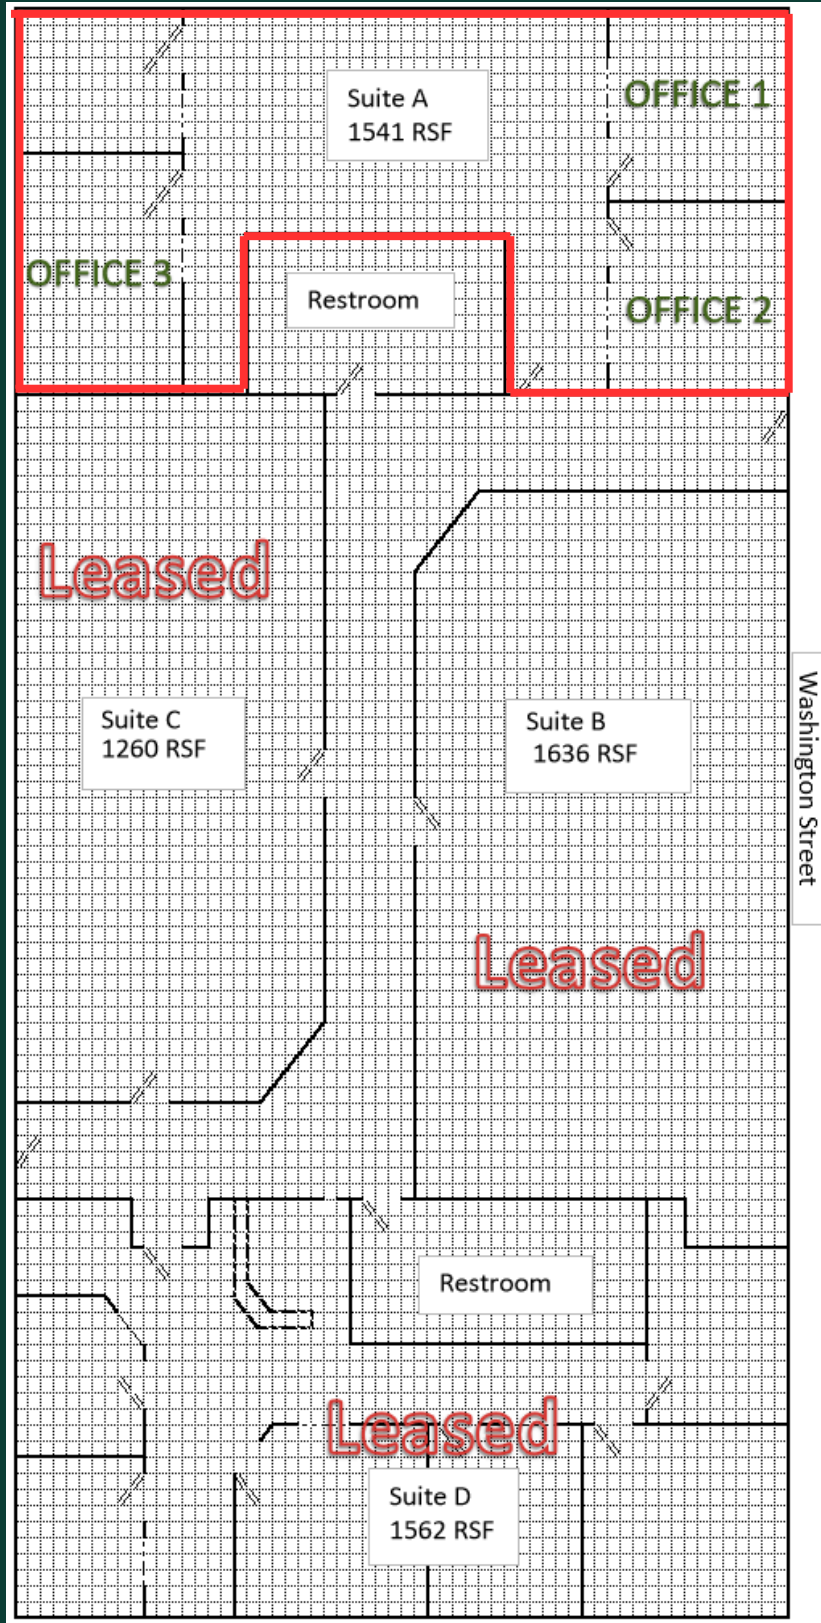 Suite A
1541 RSF
OFFICE 1
OFFICE 3
Restroom
OFFICE 2
Leased
Suite C
1260 RSF
Suite B
1636 RSF
Washington Street
Leased
Restroom
Leased
Suite D
1562 RSF